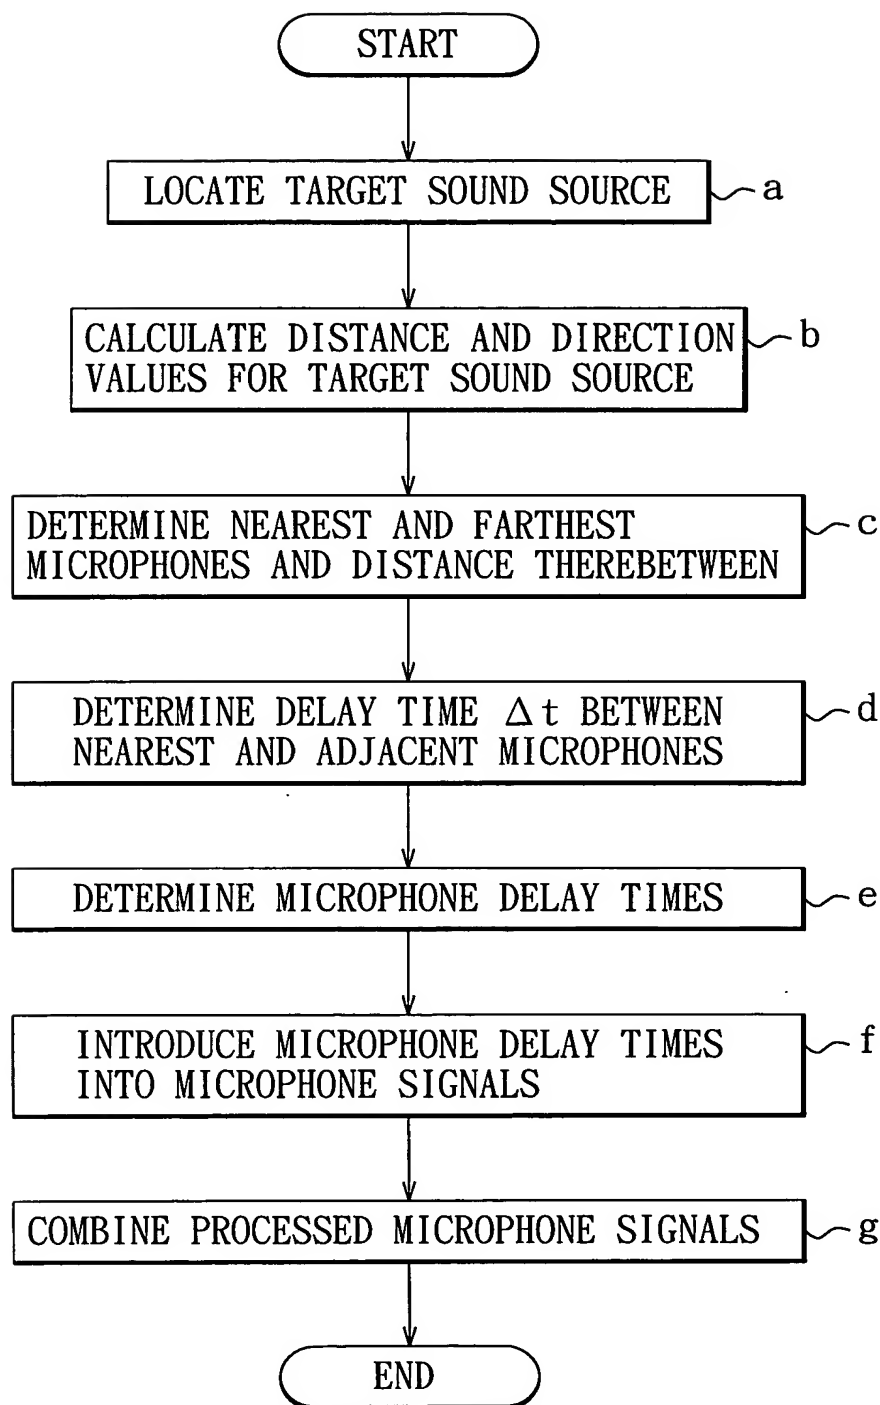 START
LOCATE TARGET SOUND SOURCE
a
CALCULATE DISTANCE AND DIRECTION
VALUES FOR TARGET SOUND SOURCE
b
DETERMINE NEAREST AND FARTHEST
MICROPHONES AND DISTANCE THEREBETWEEN
c
DETERMINE DELAY TIME Δt BETWEEN
NEAREST AND ADJACENT MICROPHONES
d
DETERMINE MICROPHONE DELAY TIMES
e
INTRODUCE MICROPHONE DELAY TIMES
INTO MICROPHONE SIGNALS
f
COMBINE PROCESSED MICROPHONE SIGNALS
g
END